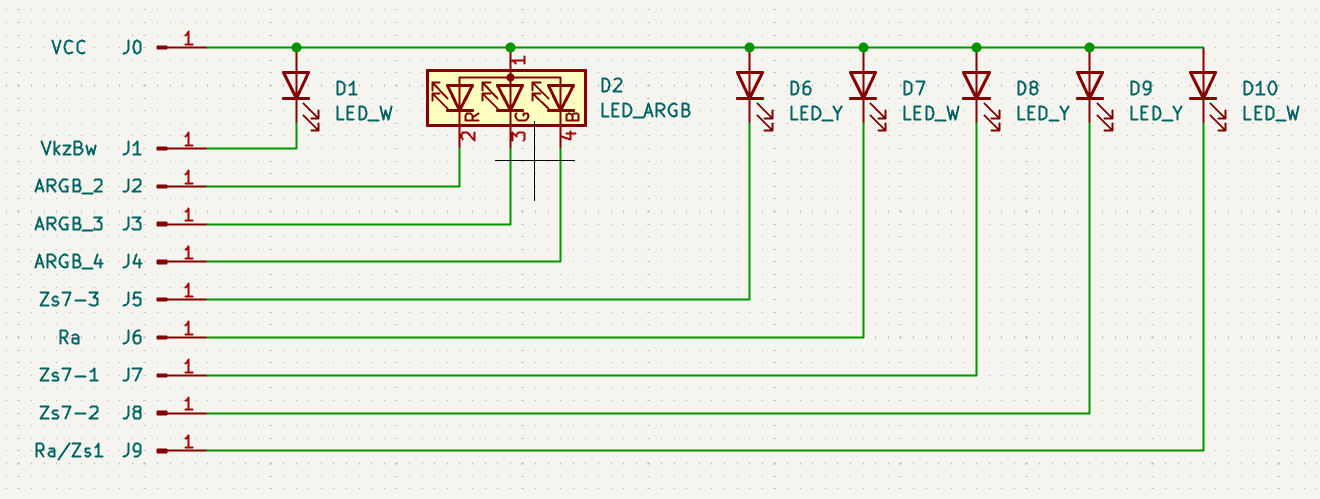 VCC J0 1
1
D1
LED_W
R G B
2 3 4
D2
LED_ARGB
D6
LED_Y
D7
LED_W
D8
LED_Y
D9
LED_Y
D10
LED_W
VkzBw J1 1
ARGB_2 J2 1
ARGB_3 J3 1
ARGB_4 J4 1
Zs7-3 J5 1
Ra J6 1
Zs7-1 J7 1
Zs7-2 J8 1
Ra/Zs1 J9 1